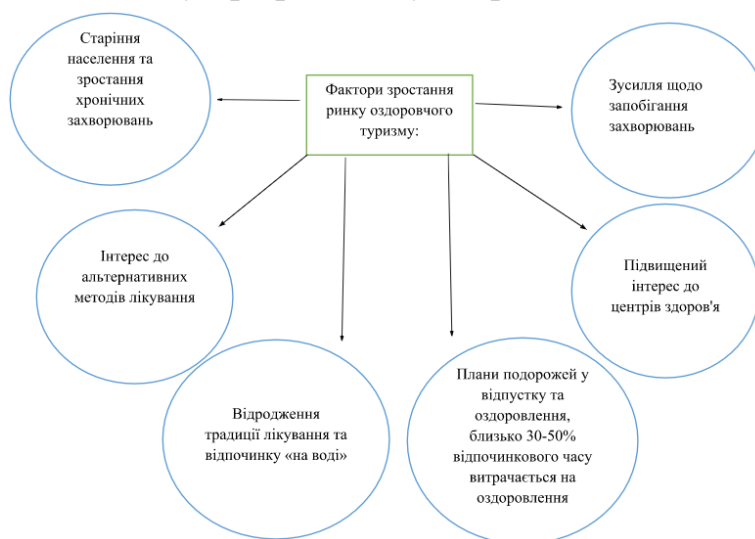 Фактори зростання
ринку оздоровчого
туризму:
Старіння
населення та
зростання
хронічних
захворювань
Зусилля щодо
запобігання
захворювань
Інтерес до
альтернативних
методів лікування
Підвищений
інтерес до
центрів здоров'я
Відродження
традиції лікування та
відпочинку «на воді»
Плани подорожей у
відпустку та
оздоровлення,
близько 30-50%
відпочинкового часу
витрачається на
оздоровлення